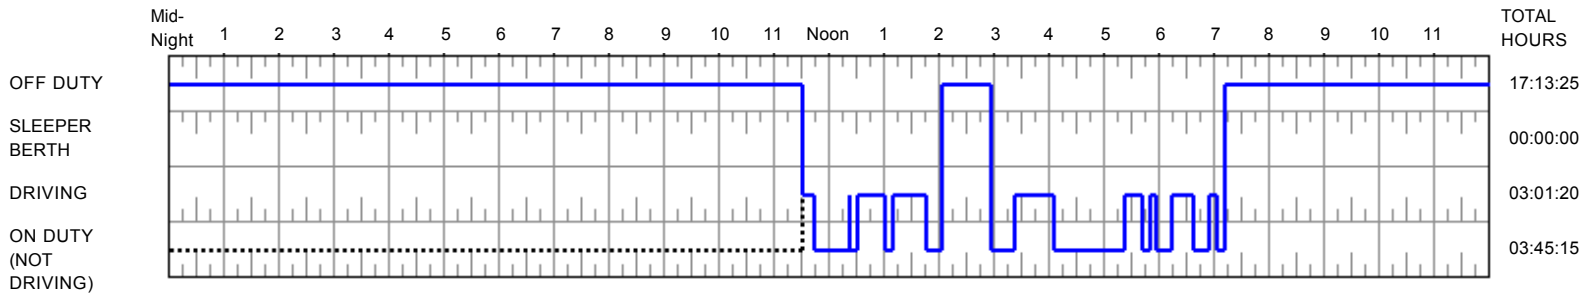 Mid-
Night 1 2 3 4 5 6 7 8 9 10 11 Noon 1 2 3 4 5 6 7 8 9 10 11
TOTAL
HOURS
OFF DUTY 17:13:25
SLEEPER
BERTH 00:00:00
DRIVING 03:01:20
ON DUTY
(NOT
DRIVING) 03:45:15